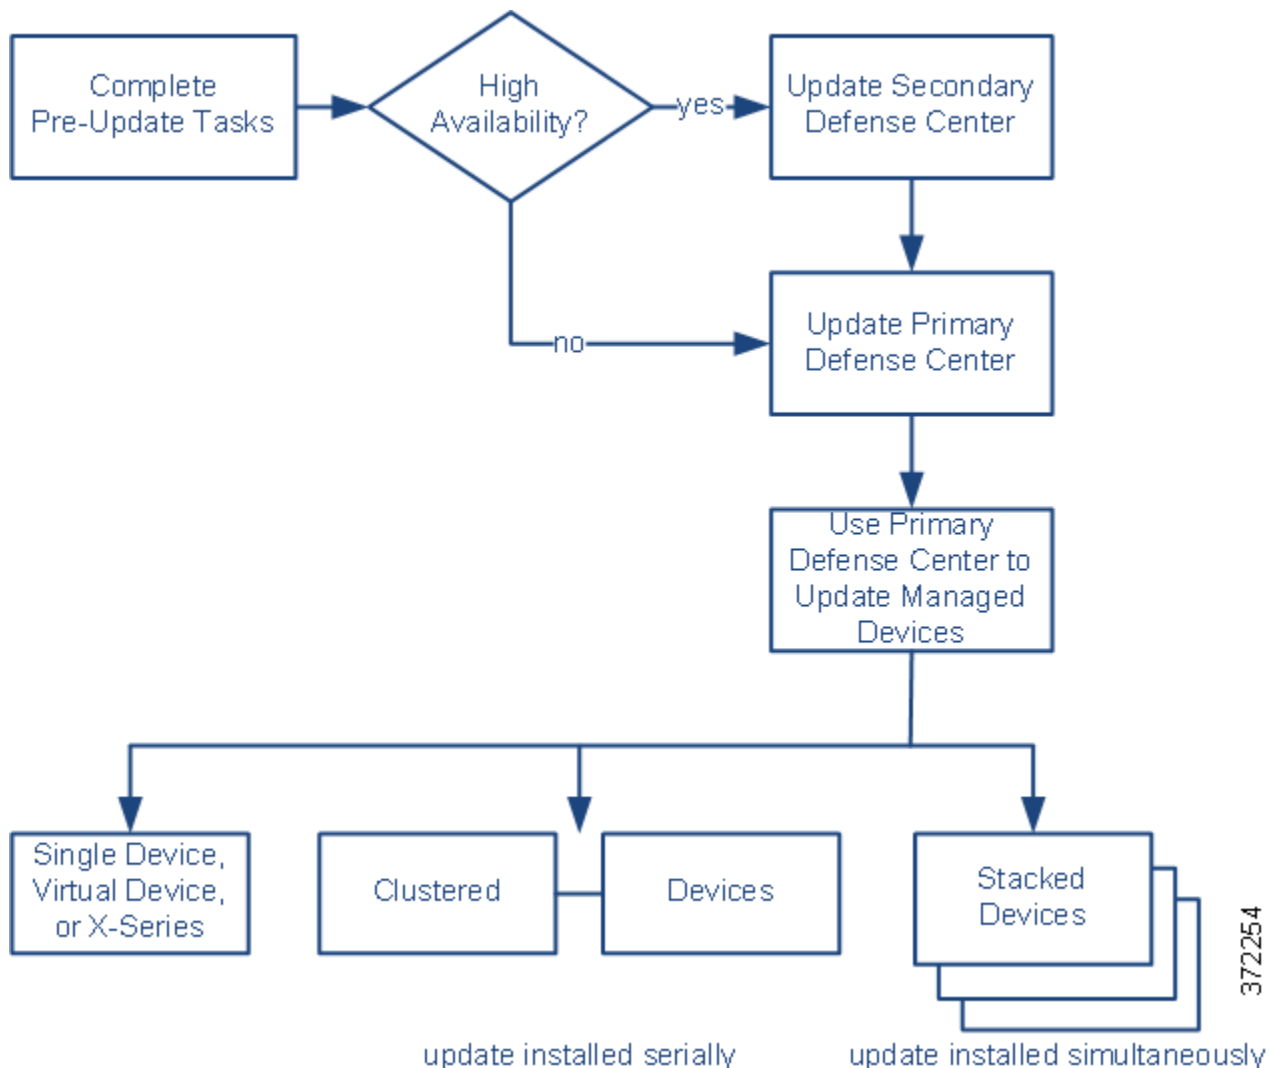 Complete
Pre-Update Tasks
High
Availability?
yes
Update Secondary
Defense Center
no
Update Primary
Defense Center
Use Primary
Defense Center to
Update Managed
Devices
Single Device,
Virtual Device,
or X-Series
Clustered
Devices
Stacked
Devices
372254
update installed serially
update installed simultaneously